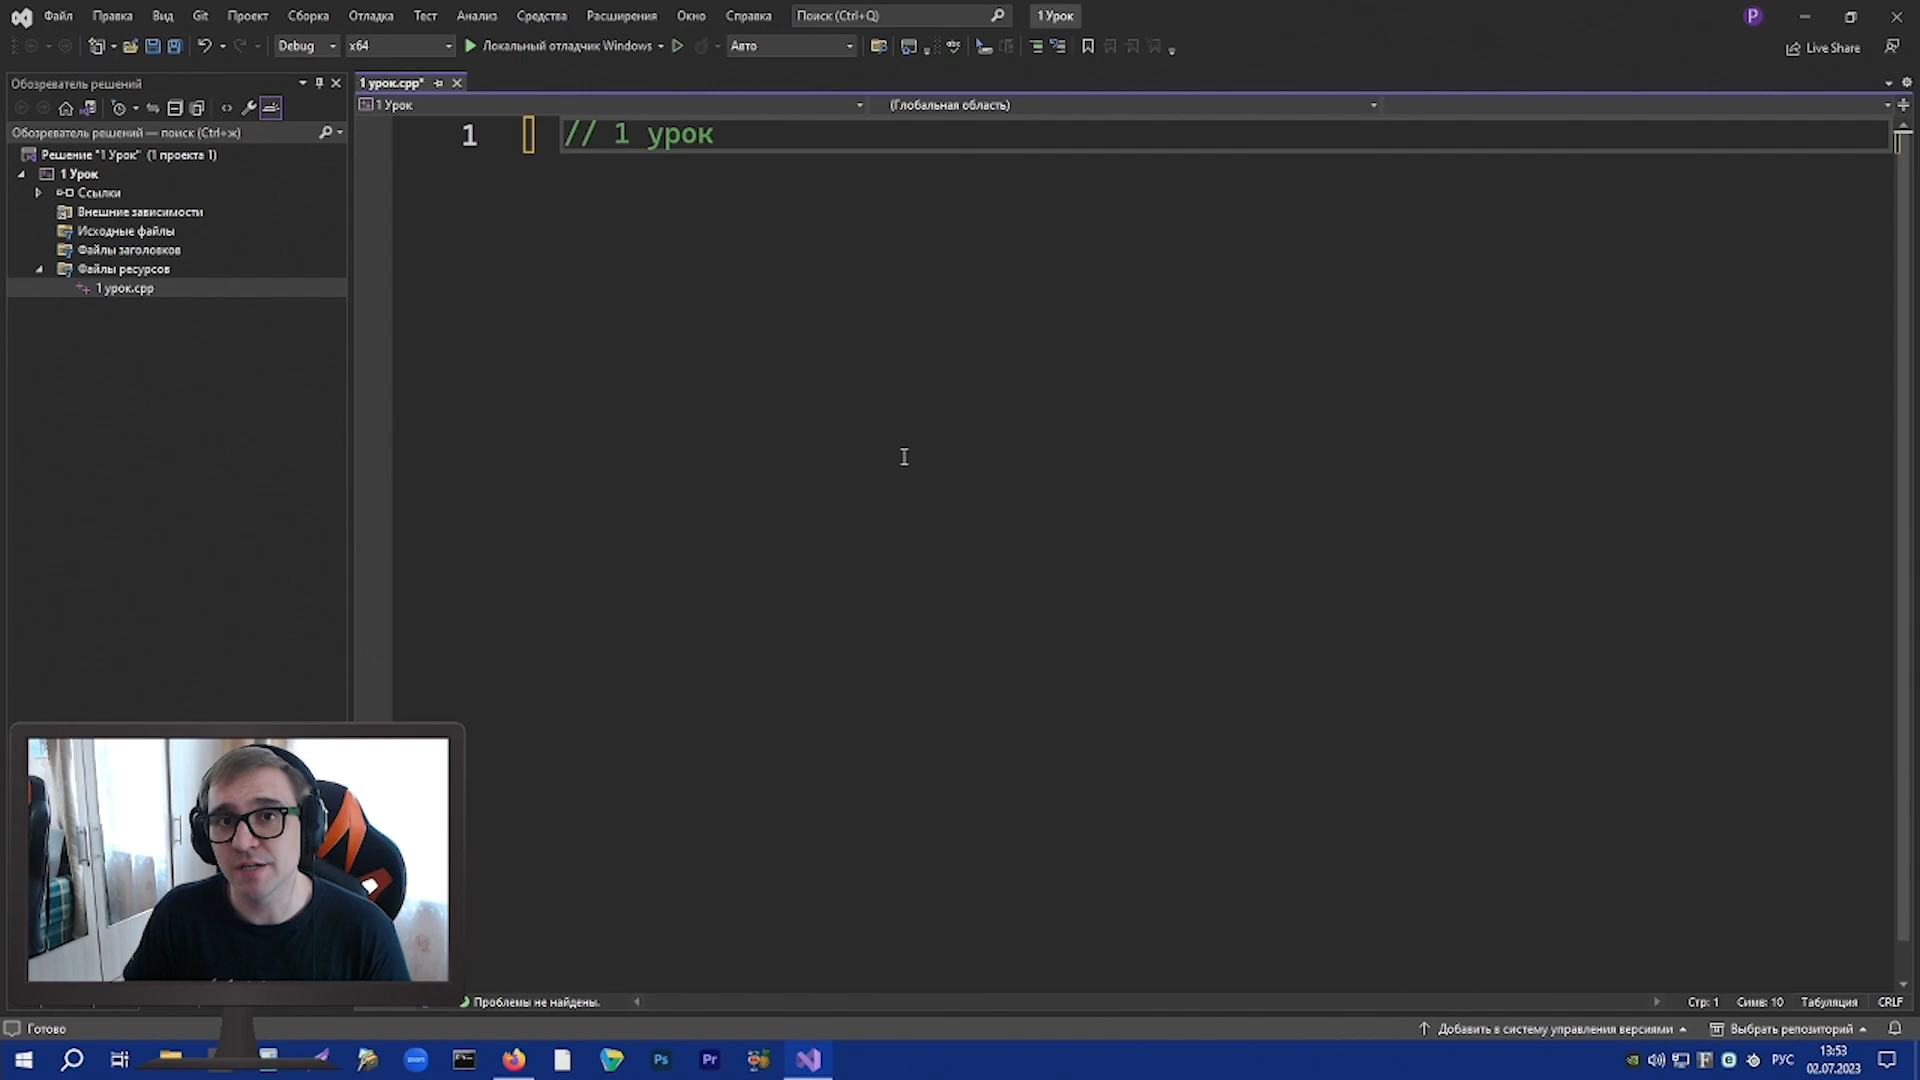 Файл Правка Вид Git Проект Сборка Отладка Тест Анализ Средства Расширения Окно Справка Поиск (Ctrl+Q) 1 Урок P
Debug x64 Локальный отладчик Windows Авто Live Share
Обозреватель решений
1 урок.cpp*
1 Урок (Глобальная область)
Обозреватель решений — поиск (Ctrl+ж)
1 // 1 урок
Решение "1 Урок" (1 проекта 1)
1 Урок
Ссылки
Внешние зависимости
Исходные файлы
Файлы заголовков
Файлы ресурсов
1 урок.cpp
Проблемы не найдены. Стр: 1 Симв: 10 Табуляция CRLF
Готово Добавить в систему управления версиями Выбрать репозиторий
zoom Ps Pr РУС 13:53
02.07.2023